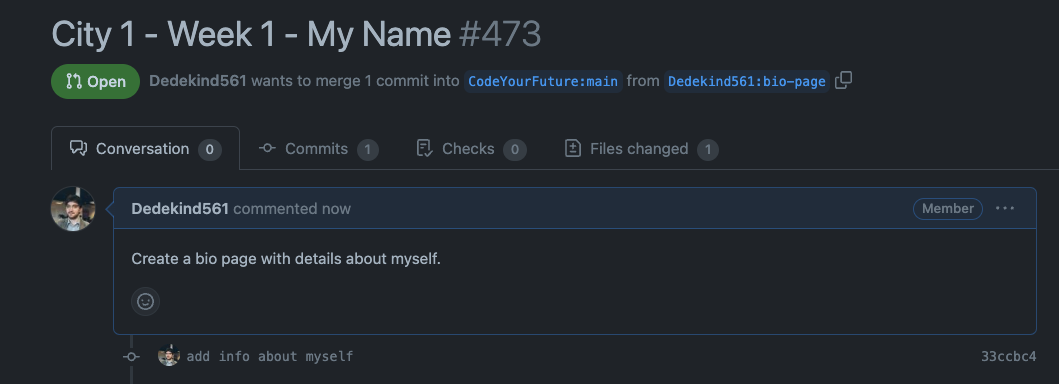 City 1 - Week 1 - My Name #473
Open Dedekind561 wants to merge 1 commit into CodeYourFuture:main from Dedekind561:bio-page
Conversation 0 Commits 1 Checks 0 Files changed 1
Dedekind561 commented now Member ...
Create a bio page with details about myself.
add info about myself 33ccbc4